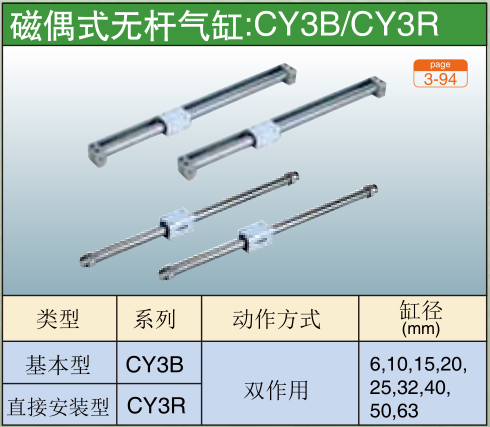 磁偶式无杆气缸:CY3B/CY3R
page
3-94
类型 系列 动作方式 缸径
(mm)
基本型 CY3B 双作用 6,10,15,20,
25,32,40,
直接安装型 CY3R 50,63